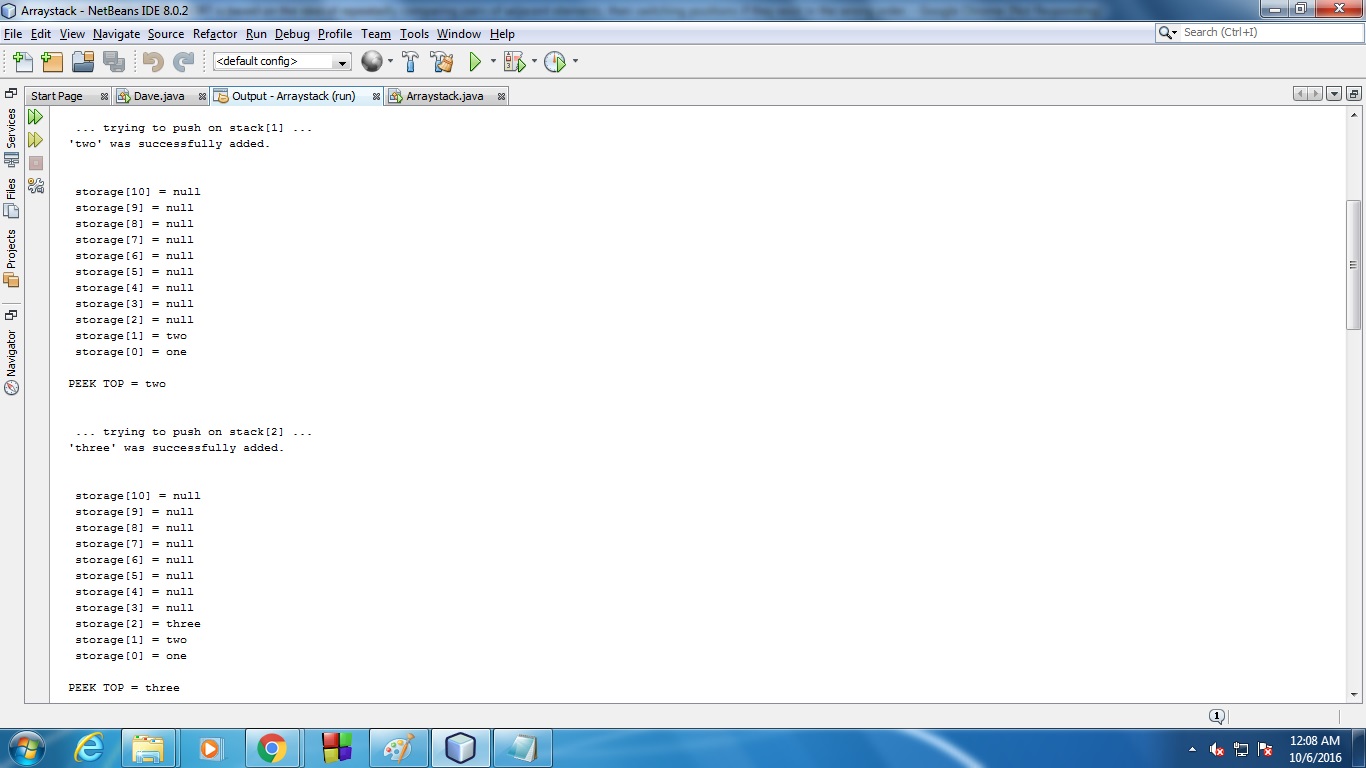 Arraystack - NetBeans IDE 8.0.2
File Edit View Navigate Source Refactor Run Debug Profile Team Tools Window Help
Search (Ctrl+I)
<default config>
Start Page
Dave.java
Output - Arraystack (run)
Arraystack.java
Services
Files
Projects
Navigator
... trying to push on stack[1] ...
'two' was successfully added.
storage[10] = null
storage[9] = null
storage[8] = null
storage[7] = null
storage[6] = null
storage[5] = null
storage[4] = null
storage[3] = null
storage[2] = null
storage[1] = two
storage[0] = one
PEEK TOP = two
... trying to push on stack[2] ...
'three' was successfully added.
storage[10] = null
storage[9] = null
storage[8] = null
storage[7] = null
storage[6] = null
storage[5] = null
storage[4] = null
storage[3] = null
storage[2] = three
storage[1] = two
storage[0] = one
PEEK TOP = three
1
12:08 AM
10/6/2016